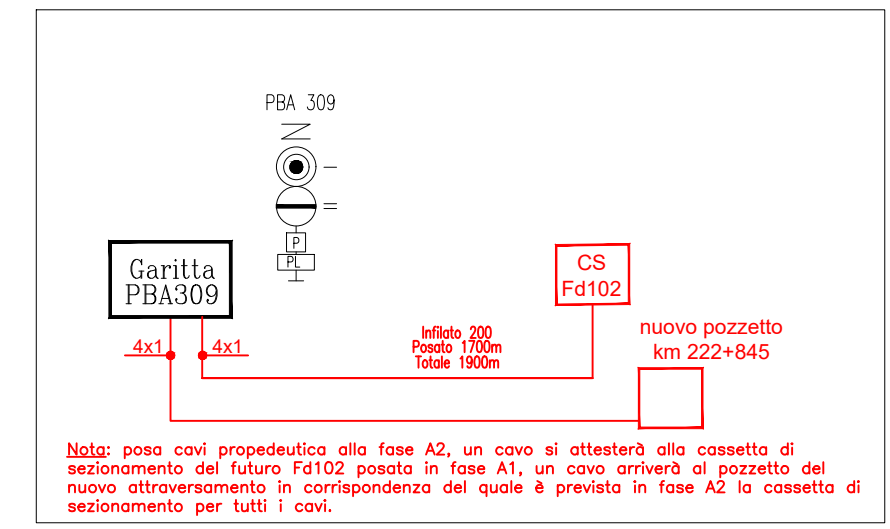 PBA 309
P
PL
Garitta
PBA309
CS
Fd102
4x1
4x1
Infilato 200
Posato 1700m
Totale 1900m
nuovo pozzetto
km 222+845
Nota: posa cavi propedeutica alla fase A2, un cavo si attesterà alla cassetta di
sezionamento del futuro Fd102 posata in fase A1, un cavo arriverà al pozzetto del
nuovo attraversamento in corrispondenza del quale è prevista in fase A2 la cassetta di
sezionamento per tutti i cavi.